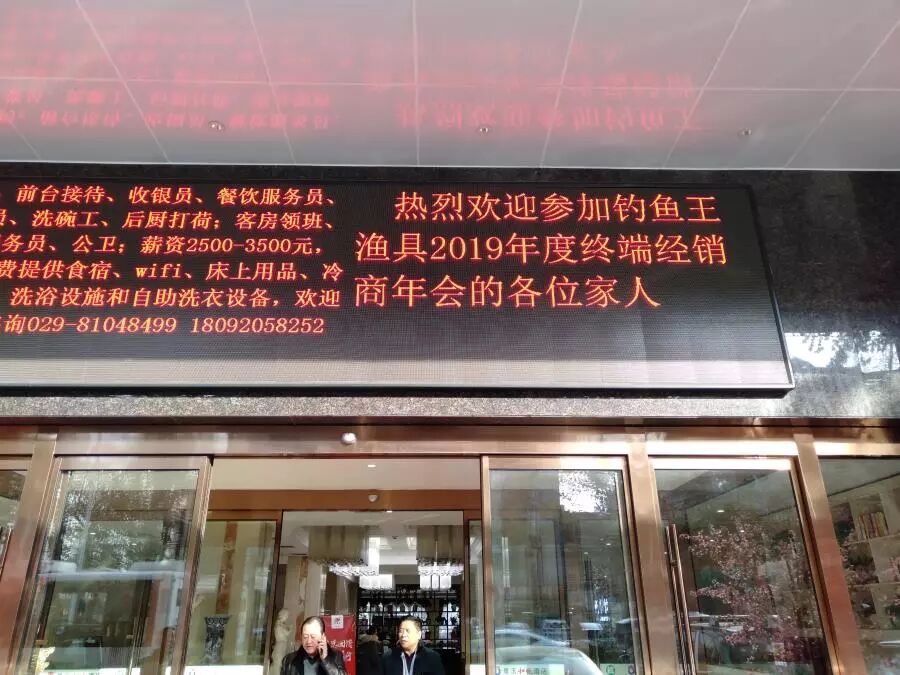 、前台接待、收银员、餐饮服务员、
员、洗碗工、后厨打荷；客房领班、
务员、公卫；薪资2500-3500元，
费提供食宿、wifi、床上用品、冷
洗浴设施和自助洗衣设备，欢迎
询029-81048499 18092058252
热烈欢迎参加钓鱼王
渔具2019年度终端经销
商年会的各位家人